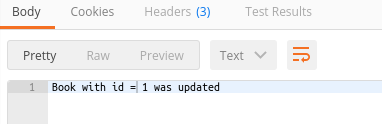 Body Cookies Headers (3) Test Results
Pretty Raw Preview Text
1 Book with id = 1 was updated